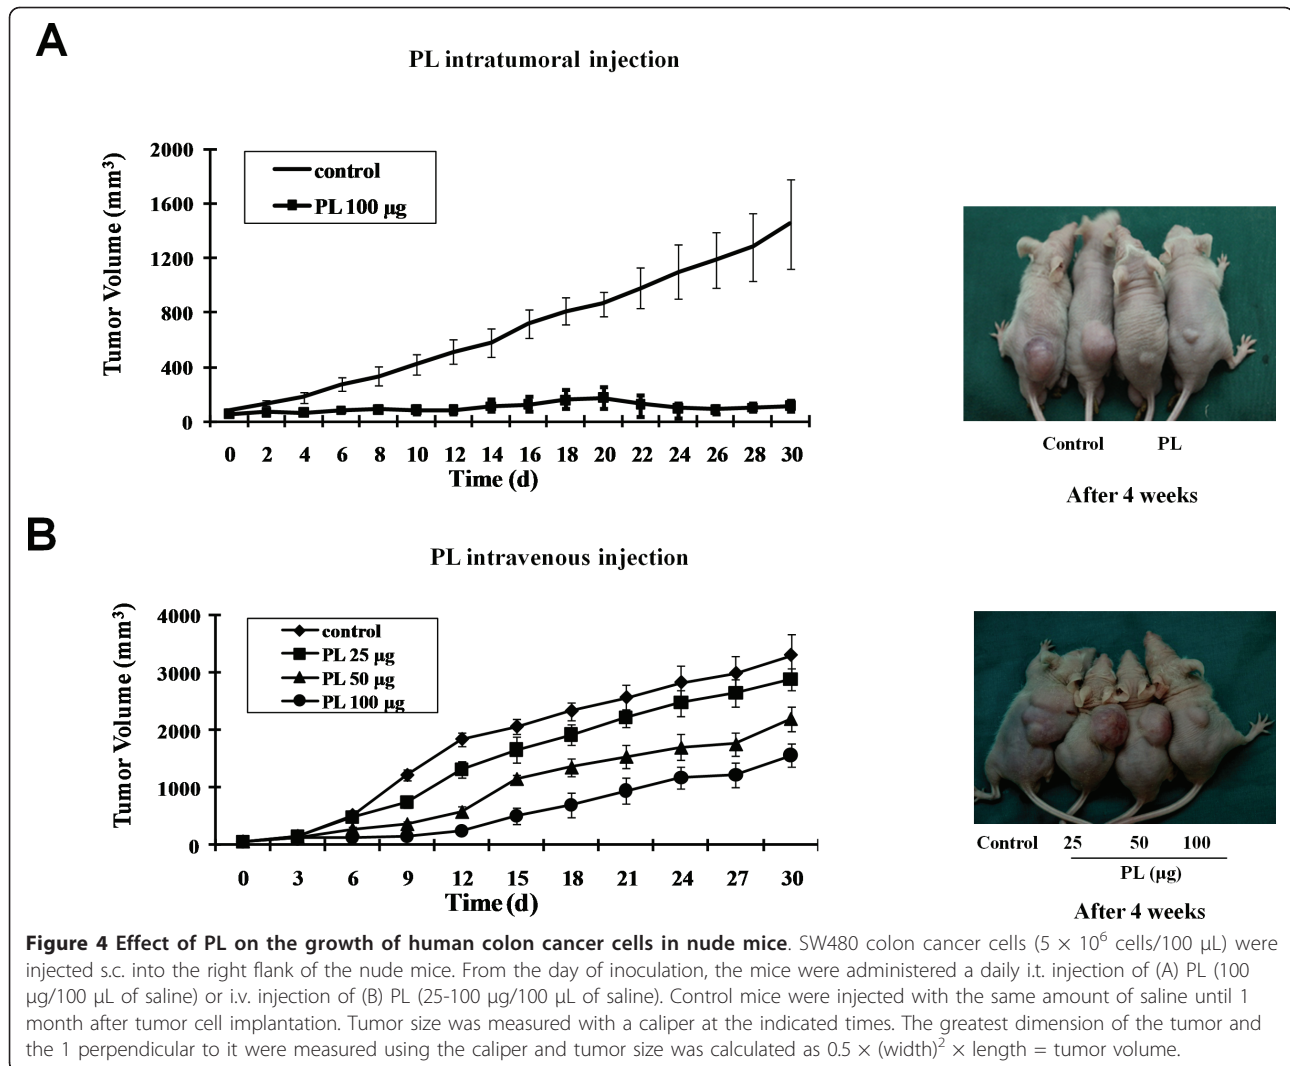 A
PL intratumoral injection
Tumor Volume (mm³)
2000
1600
1200
800
400
0
control
PL 100 µg
0 2 4 6 8 10 12 14 16 18 20 22 24 26 28 30
Time (d)
Control PL
After 4 weeks
B
PL intravenous injection
Tumor Volume (mm³)
4000
3000
2000
1000
0
control
PL 25 µg
PL 50 µg
PL 100 µg
0 3 6 9 12 15 18 21 24 27 30
Time (d)
Control 25 50 100
PL (µg)
After 4 weeks
Figure 4 Effect of PL on the growth of human colon cancer cells in nude mice. SW480 colon cancer cells (5 × 10⁶ cells/100 µL) were
injected s.c. into the right flank of the nude mice. From the day of inoculation, the mice were administered a daily i.t. injection of (A) PL (100
µg/100 µL of saline) or i.v. injection of (B) PL (25-100 µg/100 µL of saline). Control mice were injected with the same amount of saline until 1
month after tumor cell implantation. Tumor size was measured with a caliper at the indicated times. The greatest dimension of the tumor and
the 1 perpendicular to it were measured using the caliper and tumor size was calculated as 0.5 × (width)² × length = tumor volume.